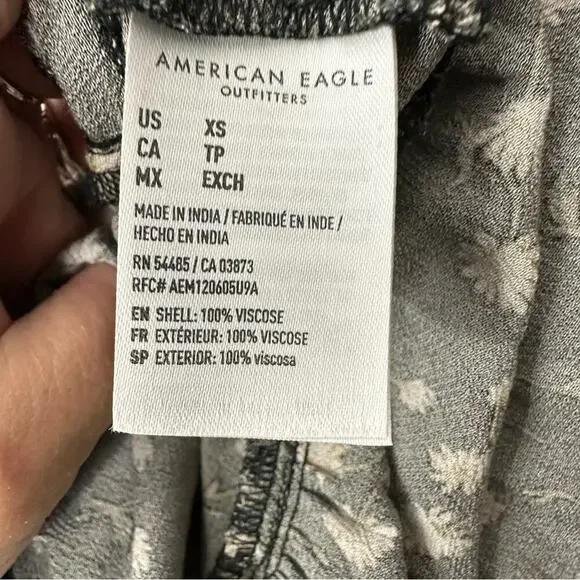 AMERICAN EAGLE
OUTFITTERS
US XS
CA TP
MX EXCH
MADE IN INDIA / FABRIQUÉ EN INDE /
HECHO EN INDIA
RN 54485 / CA 03873
RFC# AEM120605U9A
EN SHELL: 100% VISCOSE
FR EXTÉRIEUR: 100% VISCOSE
SP EXTERIOR: 100% viscosa